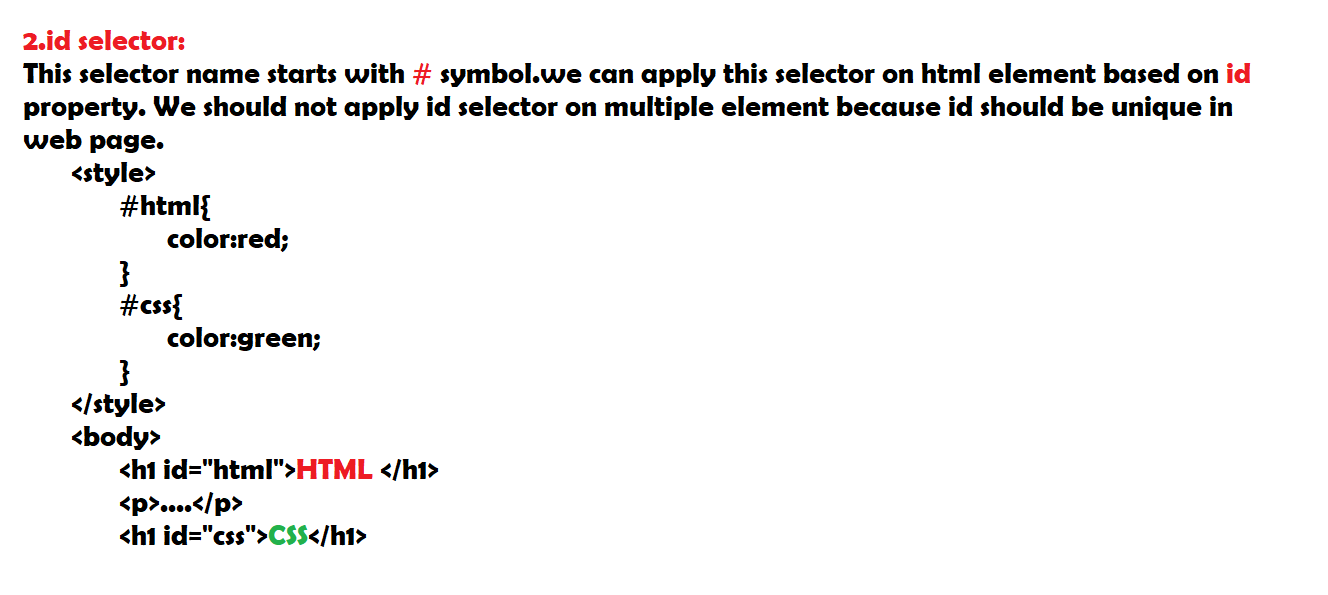 2.id selector:
This selector name starts with # symbol.we can apply this selector on html element based on id
property. We should not apply id selector on multiple element because id should be unique in
web page.
<style>
#html{
color:red;
}
#css{
color:green;
}
</style>
<body>
<h1 id="html">HTML </h1>
<p>....</p>
<h1 id="css">CSS</h1>